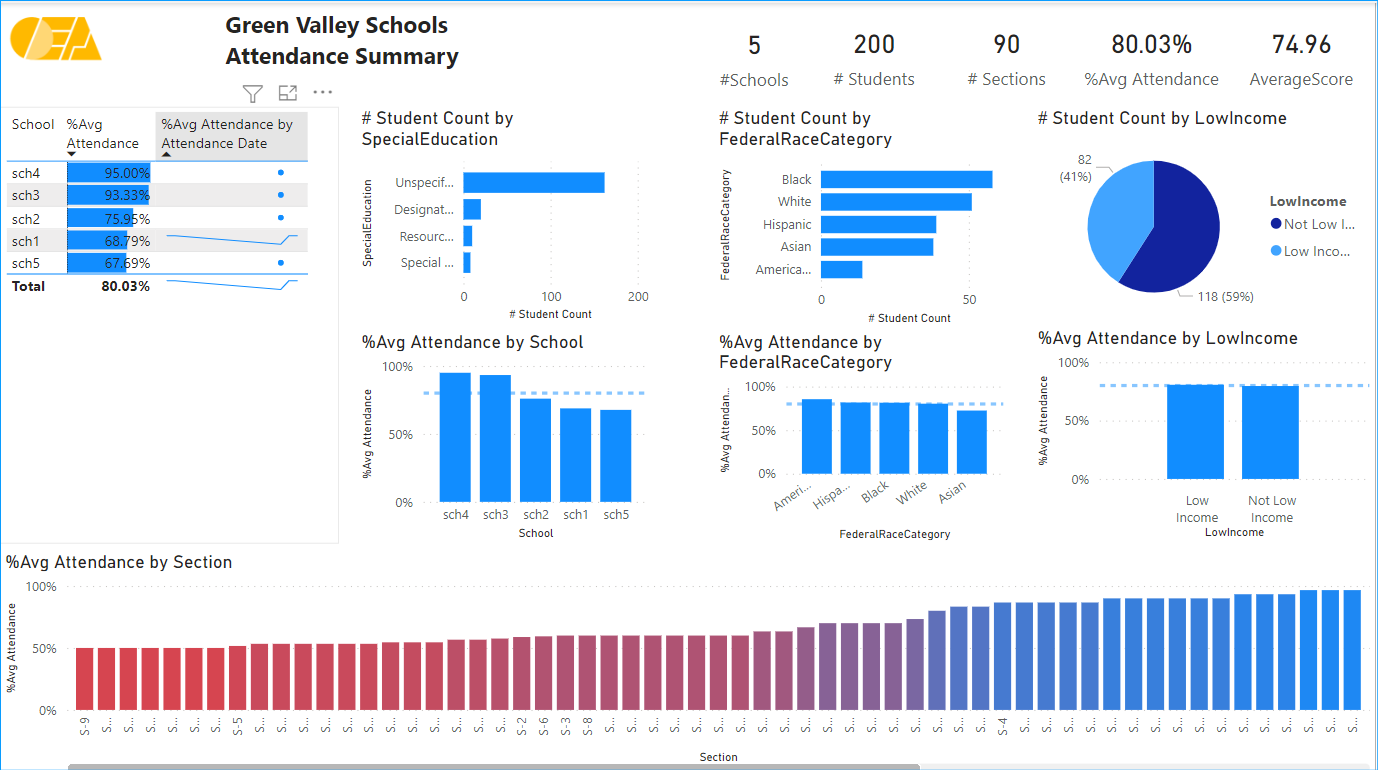 Green Valley Schools
Attendance Summary
5
#Schools
200
# Students
90
# Sections
80.03%
%Avg Attendance
74.96
AverageScore
School %Avg Attendance %Avg Attendance by Attendance Date
sch4 95.00%
sch3 93.33%
sch2 75.95%
sch1 68.79%
sch5 67.69%
Total 80.03%
# Student Count by
SpecialEducation
SpecialEducation
Unspecif...
Designat...
Resourc...
Special ...
0 100 200
# Student Count
# Student Count by
FederalRaceCategory
FederalRaceCategory
Black
White
Hispanic
Asian
America...
0 50
# Student Count
# Student Count by LowIncome
82
(41%)
118 (59%)
LowIncome
Not Low I...
Low Inco...
%Avg Attendance by School
%Avg Attendance
100%
50%
0%
sch4 sch3 sch2 sch1 sch5
School
%Avg Attendance by
FederalRaceCategory
%Avg Attendan...
100%
50%
0%
Ameri... Hispa... Black White Asian
FederalRaceCategory
%Avg Attendance by LowIncome
%Avg Attendance
100%
50%
0%
Low
Income
Not Low
Income
LowIncome
%Avg Attendance by Section
%Avg Attendance
100%
50%
0%
S-9 S... S... S... S... S... S... S-5 S... S... S... S... S... S... S... S... S... S... S... S... S-2 S-6 S-3 S-8 S... S... S... S... S... S... S... S... S... S... S... S... S... S... S... S... S... S... S-4 S... S... S... S... S... S... S... S... S... S... S... S... S... S... S... S...
Section